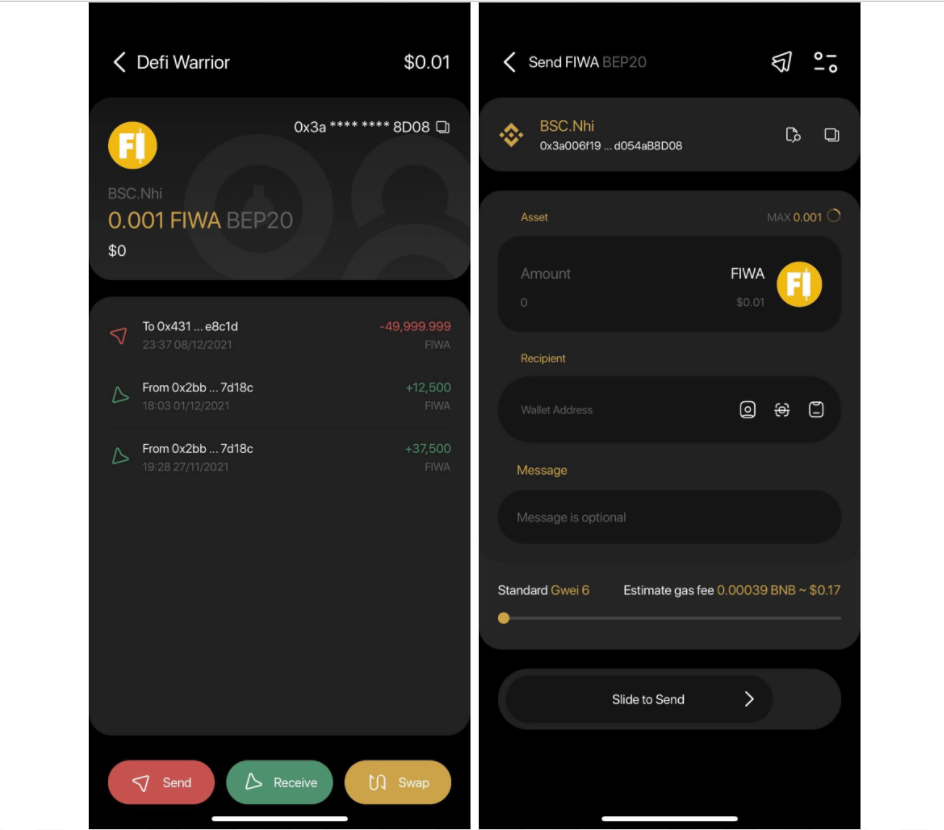 Defi Warrior
$0.01
FI
0x3a **** **** 8D08
BSC.Nhi
0.001 FIWA BEP20
$0
To 0x431 ... e8c1d
-49,999.999
23:37 08/12/2021
FIWA
From 0x2bb ... 7d18c
+12,500
18:03 01/12/2021
FIWA
From 0x2bb ... 7d18c
+37,500
19:28 27/11/2021
FIWA
Send
Receive
Swap
Send FIWA BEP20
BSC.Nhi
0x3a006f19 ... d054aB8D08
Asset
MAX 0.001
Amount
FIWA
FI
0
$0.01
Recipient
Wallet Address
Message
Message is optional
Standard Gwei 6
Estimate gas fee 0.00039 BNB ~ $0.17
Slide to Send